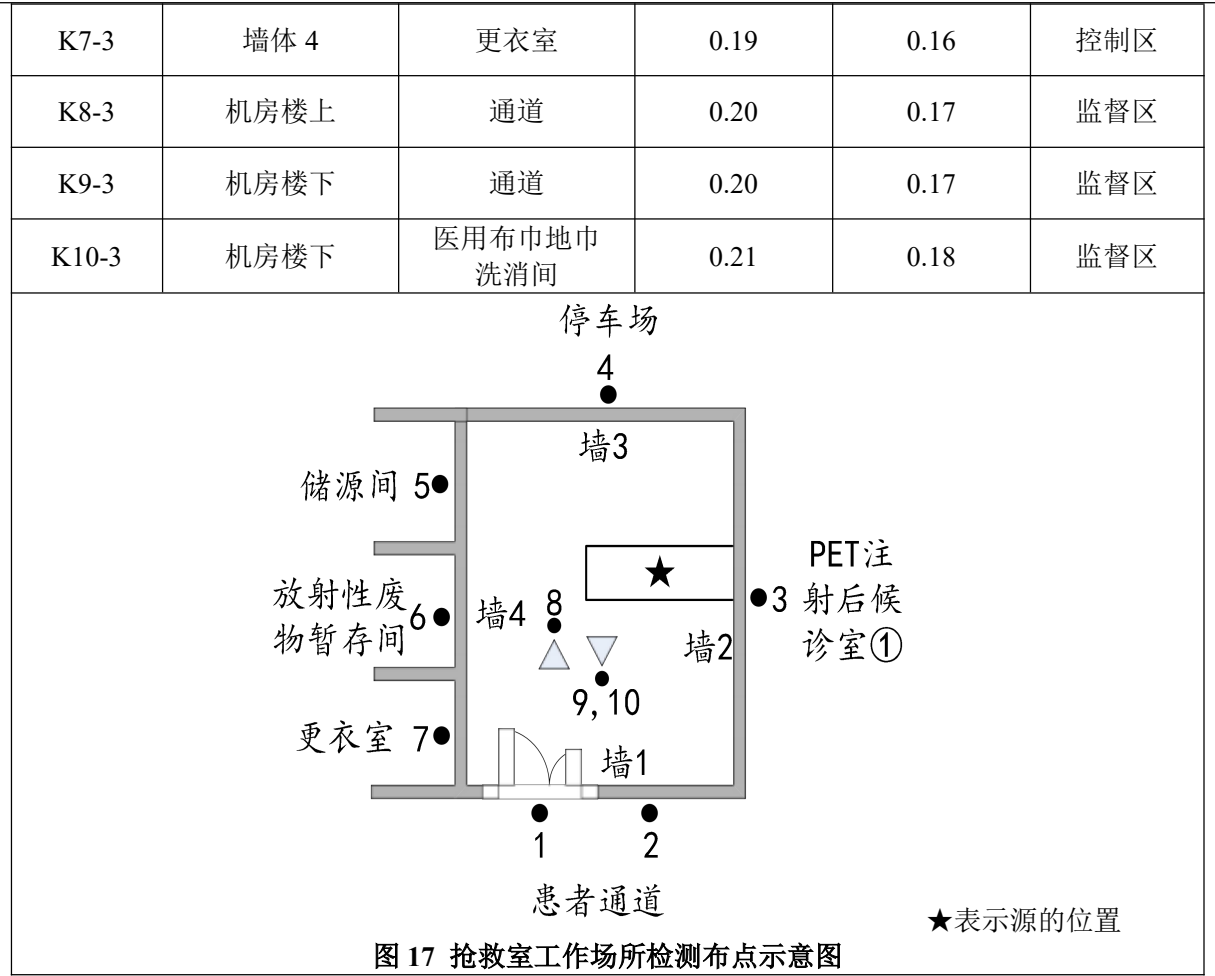 K7-3 墙体 4 更衣室 0.19 0.16 控制区
K8-3 机房楼上 通道 0.20 0.17 监督区
K9-3 机房楼下 通道 0.20 0.17 监督区
K10-3 机房楼下 医用布巾地巾 0.21 0.18 监督区
洗消间
停车场
4
墙3
储源间 5
PET注
3 射后候
诊室①
放射性废
物暂存间 6
墙4
8
墙2
9,10
更衣室 7
墙1
1
2
患者通道
★表示源的位置
图 17 抢救室工作场所检测布点示意图